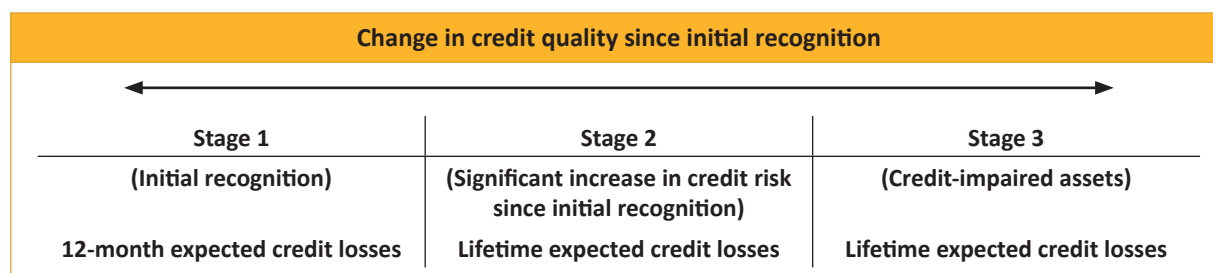 Change in credit quality since initial recognition
Stage 1
Stage 2
Stage 3
(Initial recognition)
(Significant increase in credit risk
since initial recognition)
(Credit-impaired assets)
12-month expected credit losses
Lifetime expected credit losses
Lifetime expected credit losses